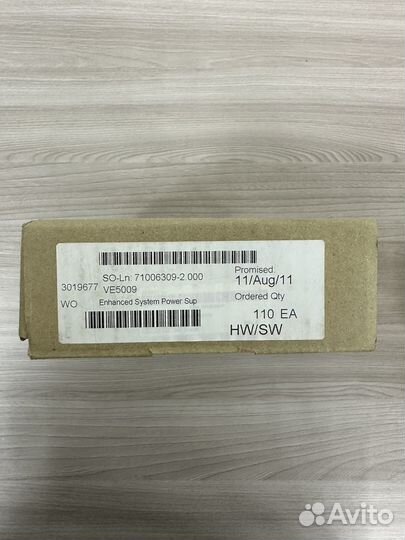 SO-Ln: 71006309-2.000
3019677 VE5009
WO Enhanced System Power Sup
Promised:
11/Aug/11
Ordered Qty
110 EA
HW/SW
Avito